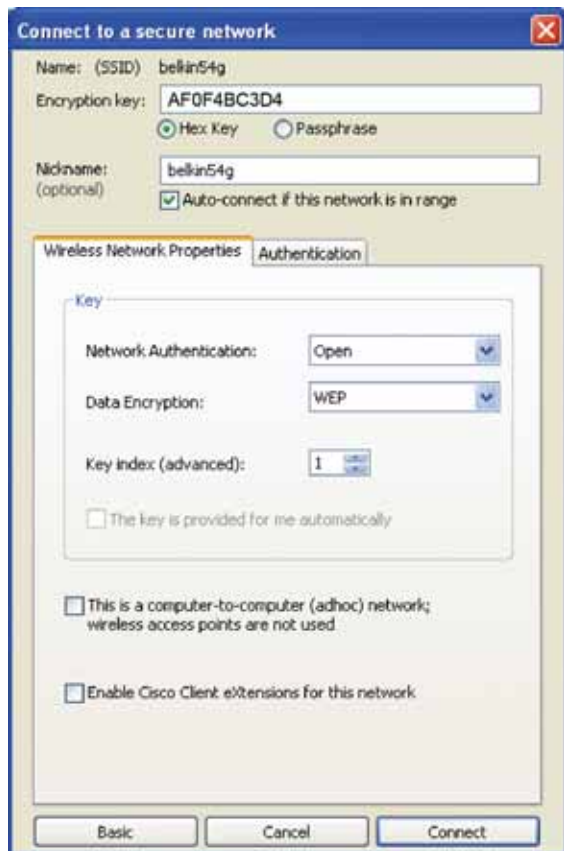 Connect to a secure network
Name: (SSID) belkin54g
Encryption key: AF0F4BC3D4
Hex Key Passphrase
Nickname: belkin54g
(optional)
Auto-connect if this network is in range
Wireless Network Properties Authentication
Key
Network Authentication: Open
Data Encryption: WEP
Key index (advanced): 1
The key is provided for me automatically
This is a computer-to-computer (adhoc) network;
wireless access points are not used
Enable Cisco Client eXtensions for this network
Basic Cancel Connect